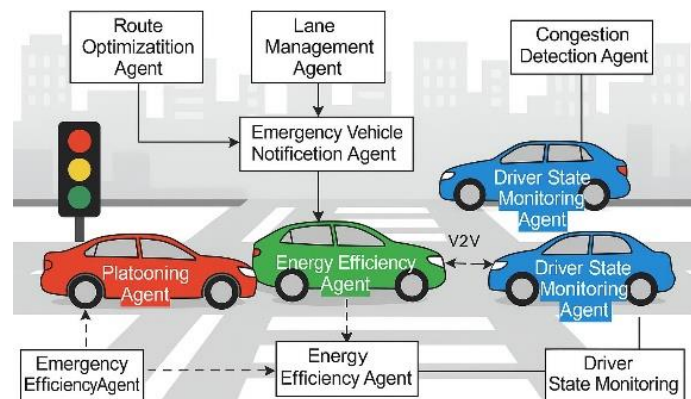 Route
Optimizatition
Agent
Lane
Management
Agent
Congestion
Detection Agent
Emergency Vehicle
Notificetion Agent
Driver State
Monitoring
Agent
Platooning
Agent
Energy Efficiency
Agent
V2V
Driver State
Monitoring
Agent
Emergency
EfficiencyAgent
Energy
Efficiency Agent
Driver
State Monitoring